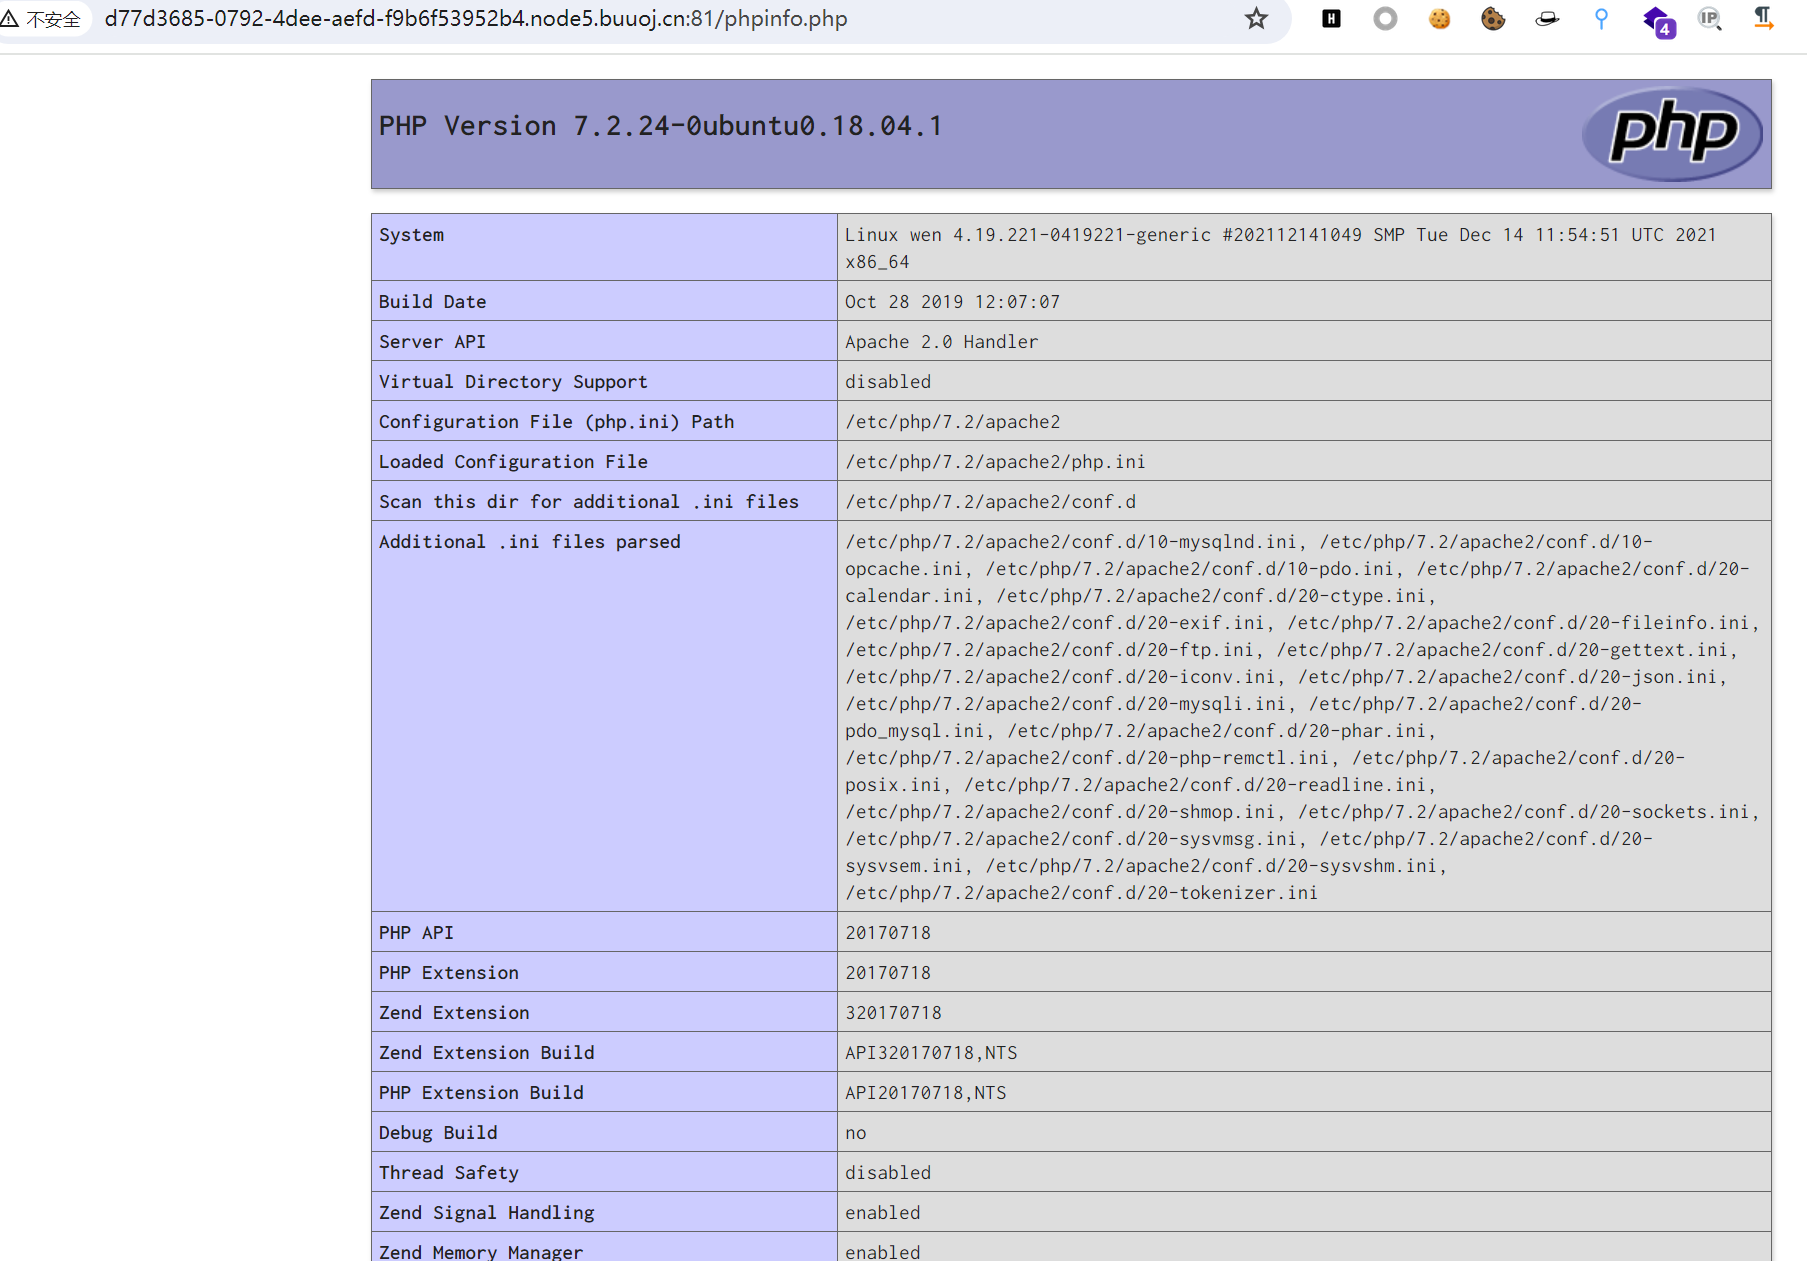 不安全 d77d3685-0792-4dee-aefd-f9b6f53952b4.node5.buuoj.cn:81/phpinfo.php H 4 IP
PHP Version 7.2.24-0ubuntu0.18.04.1 php
System Linux wen 4.19.221-0419221-generic #202112141049 SMP Tue Dec 14 11:54:51 UTC 2021
x86_64
Build Date Oct 28 2019 12:07:07
Server API Apache 2.0 Handler
Virtual Directory Support disabled
Configuration File (php.ini) Path /etc/php/7.2/apache2
Loaded Configuration File /etc/php/7.2/apache2/php.ini
Scan this dir for additional .ini files /etc/php/7.2/apache2/conf.d
Additional .ini files parsed /etc/php/7.2/apache2/conf.d/10-mysqlnd.ini, /etc/php/7.2/apache2/conf.d/10-
opcache.ini, /etc/php/7.2/apache2/conf.d/10-pdo.ini, /etc/php/7.2/apache2/conf.d/20-
calendar.ini, /etc/php/7.2/apache2/conf.d/20-ctype.ini,
/etc/php/7.2/apache2/conf.d/20-exif.ini, /etc/php/7.2/apache2/conf.d/20-fileinfo.ini,
/etc/php/7.2/apache2/conf.d/20-ftp.ini, /etc/php/7.2/apache2/conf.d/20-gettext.ini,
/etc/php/7.2/apache2/conf.d/20-iconv.ini, /etc/php/7.2/apache2/conf.d/20-json.ini,
/etc/php/7.2/apache2/conf.d/20-mysqli.ini, /etc/php/7.2/apache2/conf.d/20-
pdo_mysql.ini, /etc/php/7.2/apache2/conf.d/20-phar.ini,
/etc/php/7.2/apache2/conf.d/20-php-remctl.ini, /etc/php/7.2/apache2/conf.d/20-
posix.ini, /etc/php/7.2/apache2/conf.d/20-readline.ini,
/etc/php/7.2/apache2/conf.d/20-shmop.ini, /etc/php/7.2/apache2/conf.d/20-sockets.ini,
/etc/php/7.2/apache2/conf.d/20-sysvmsg.ini, /etc/php/7.2/apache2/conf.d/20-
sysvsem.ini, /etc/php/7.2/apache2/conf.d/20-sysvshm.ini,
/etc/php/7.2/apache2/conf.d/20-tokenizer.ini
PHP API 20170718
PHP Extension 20170718
Zend Extension 320170718
Zend Extension Build API320170718,NTS
PHP Extension Build API20170718,NTS
Debug Build no
Thread Safety disabled
Zend Signal Handling enabled
Zend Memory Manager enabled